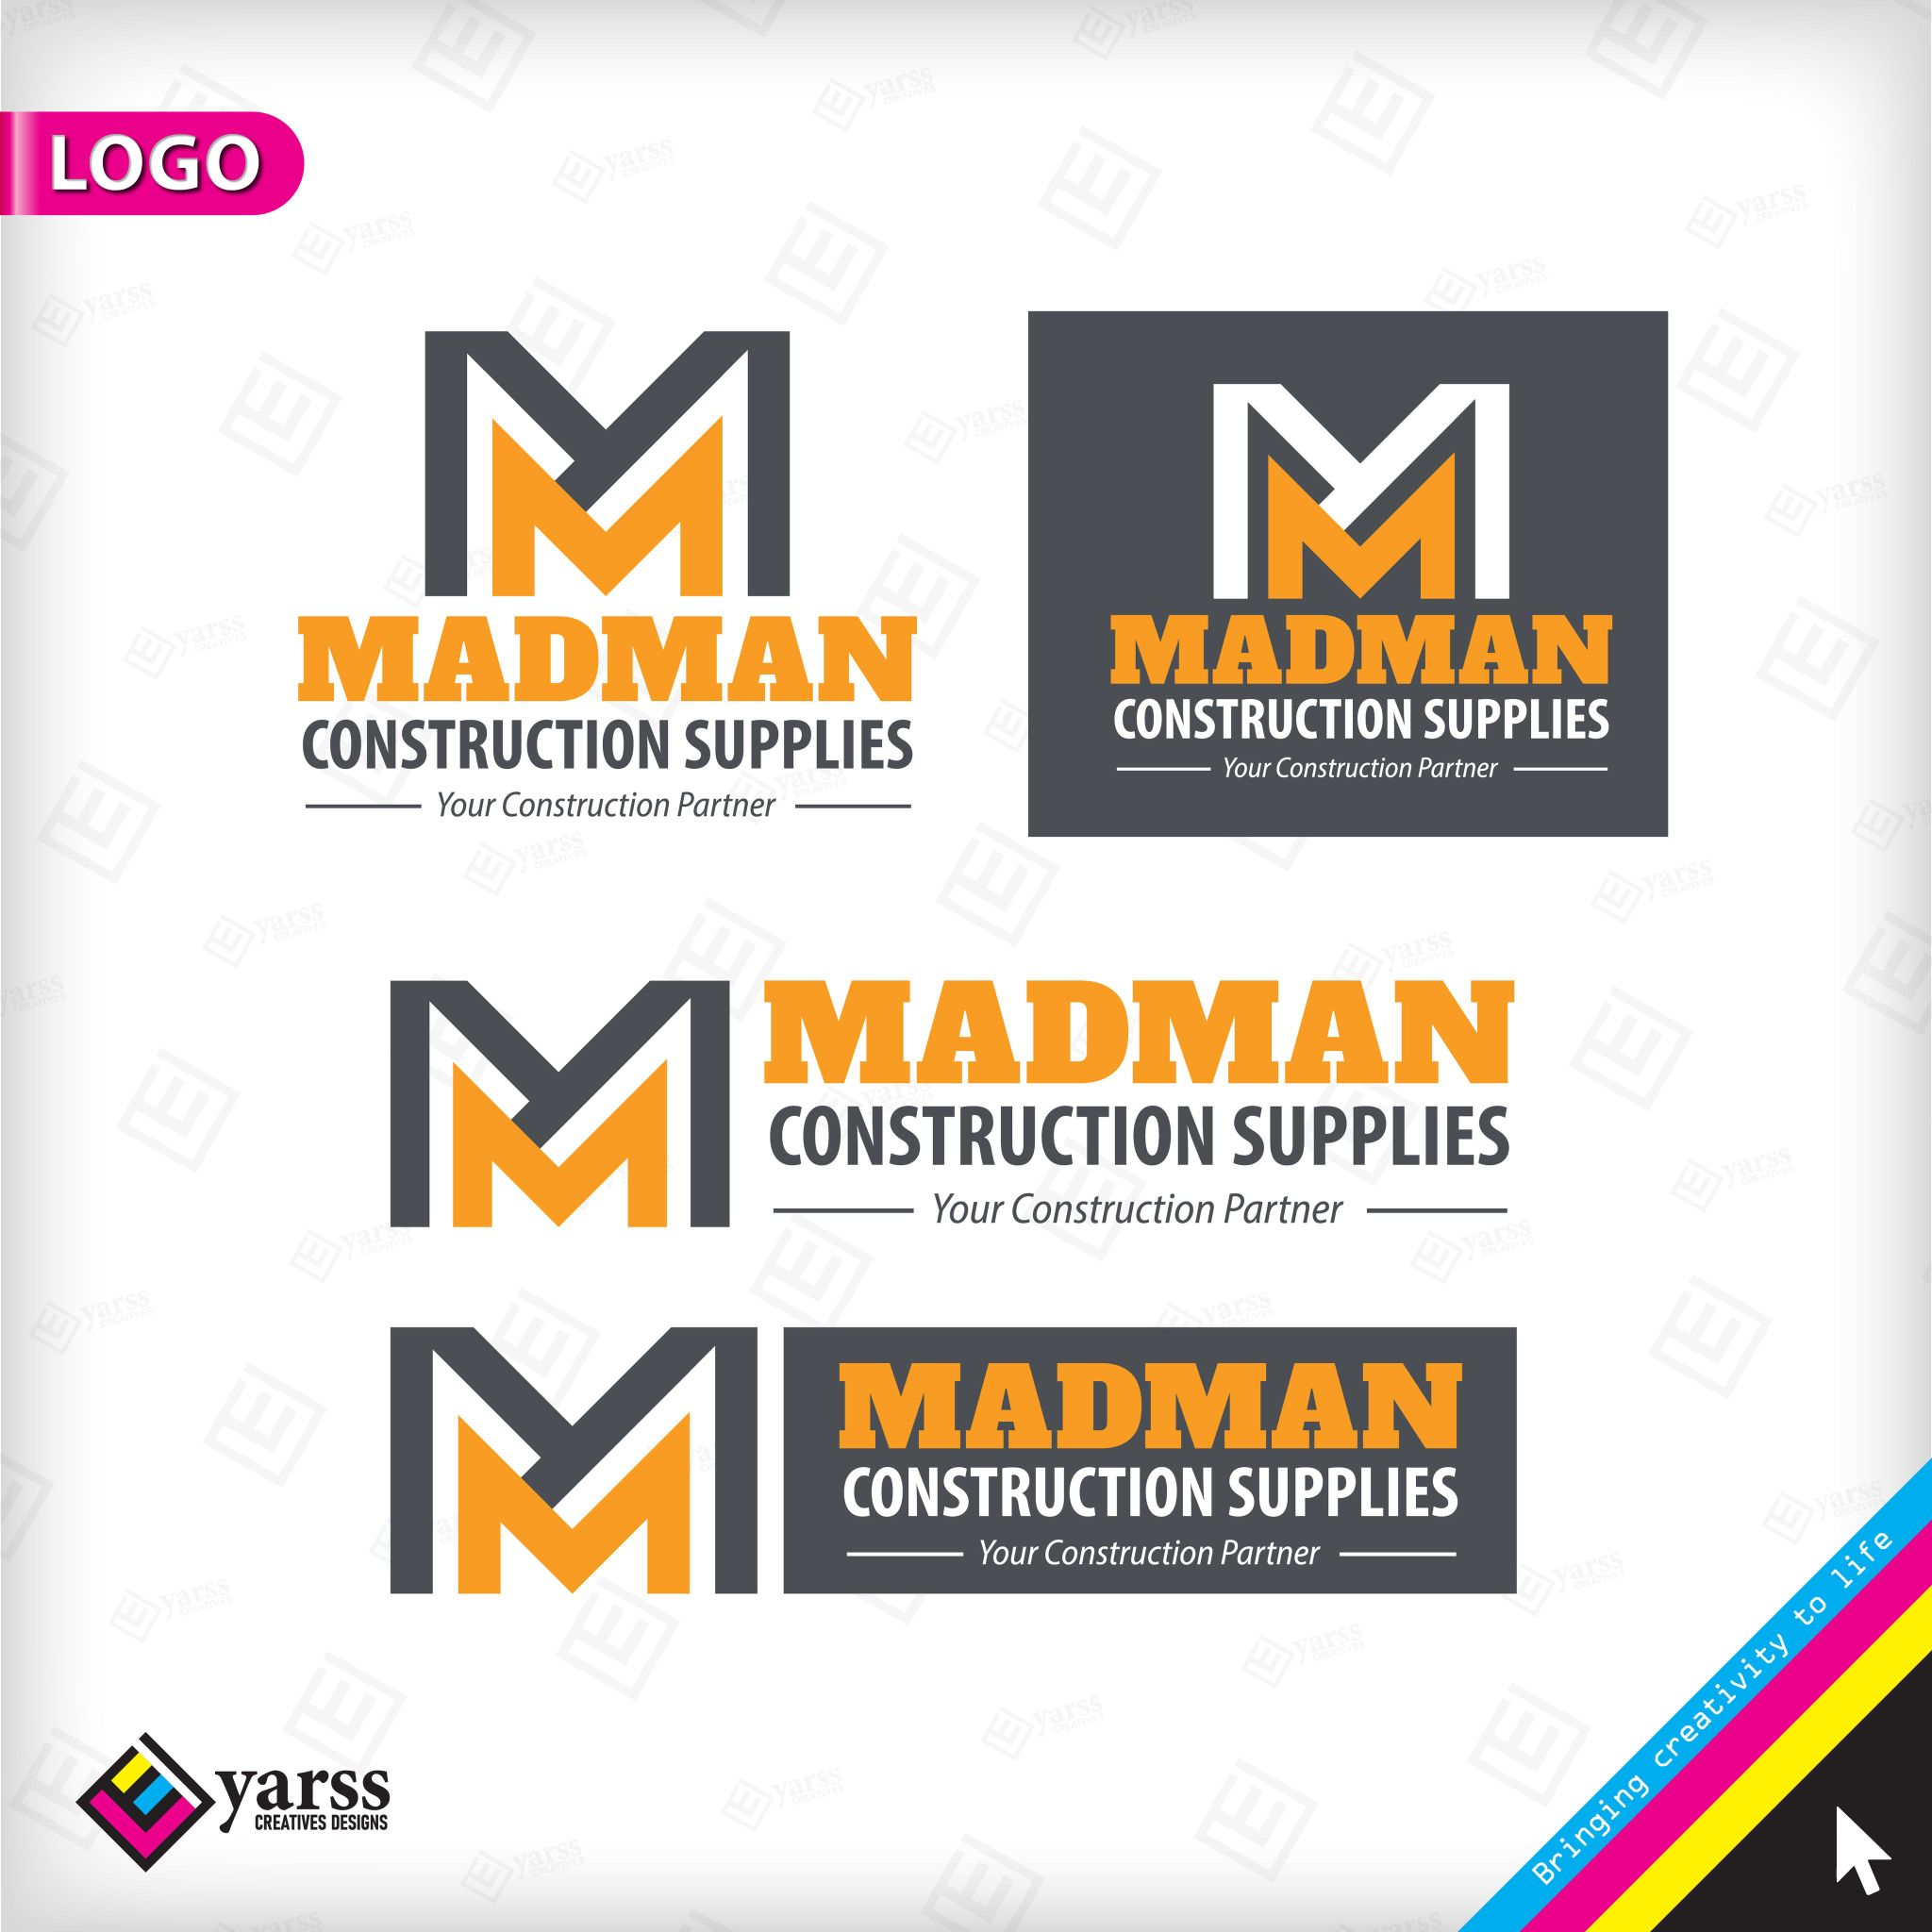 LOGO
MADMAN
CONSTRUCTION SUPPLIES
Your Construction Partner
MADMAN
CONSTRUCTION SUPPLIES
Your Construction Partner
MADMAN
CONSTRUCTION SUPPLIES
Your Construction Partner
MADMAN
CONSTRUCTION SUPPLIES
Your Construction Partner
Bringing creativity to life
yarss
CREATIVES DESIGNS